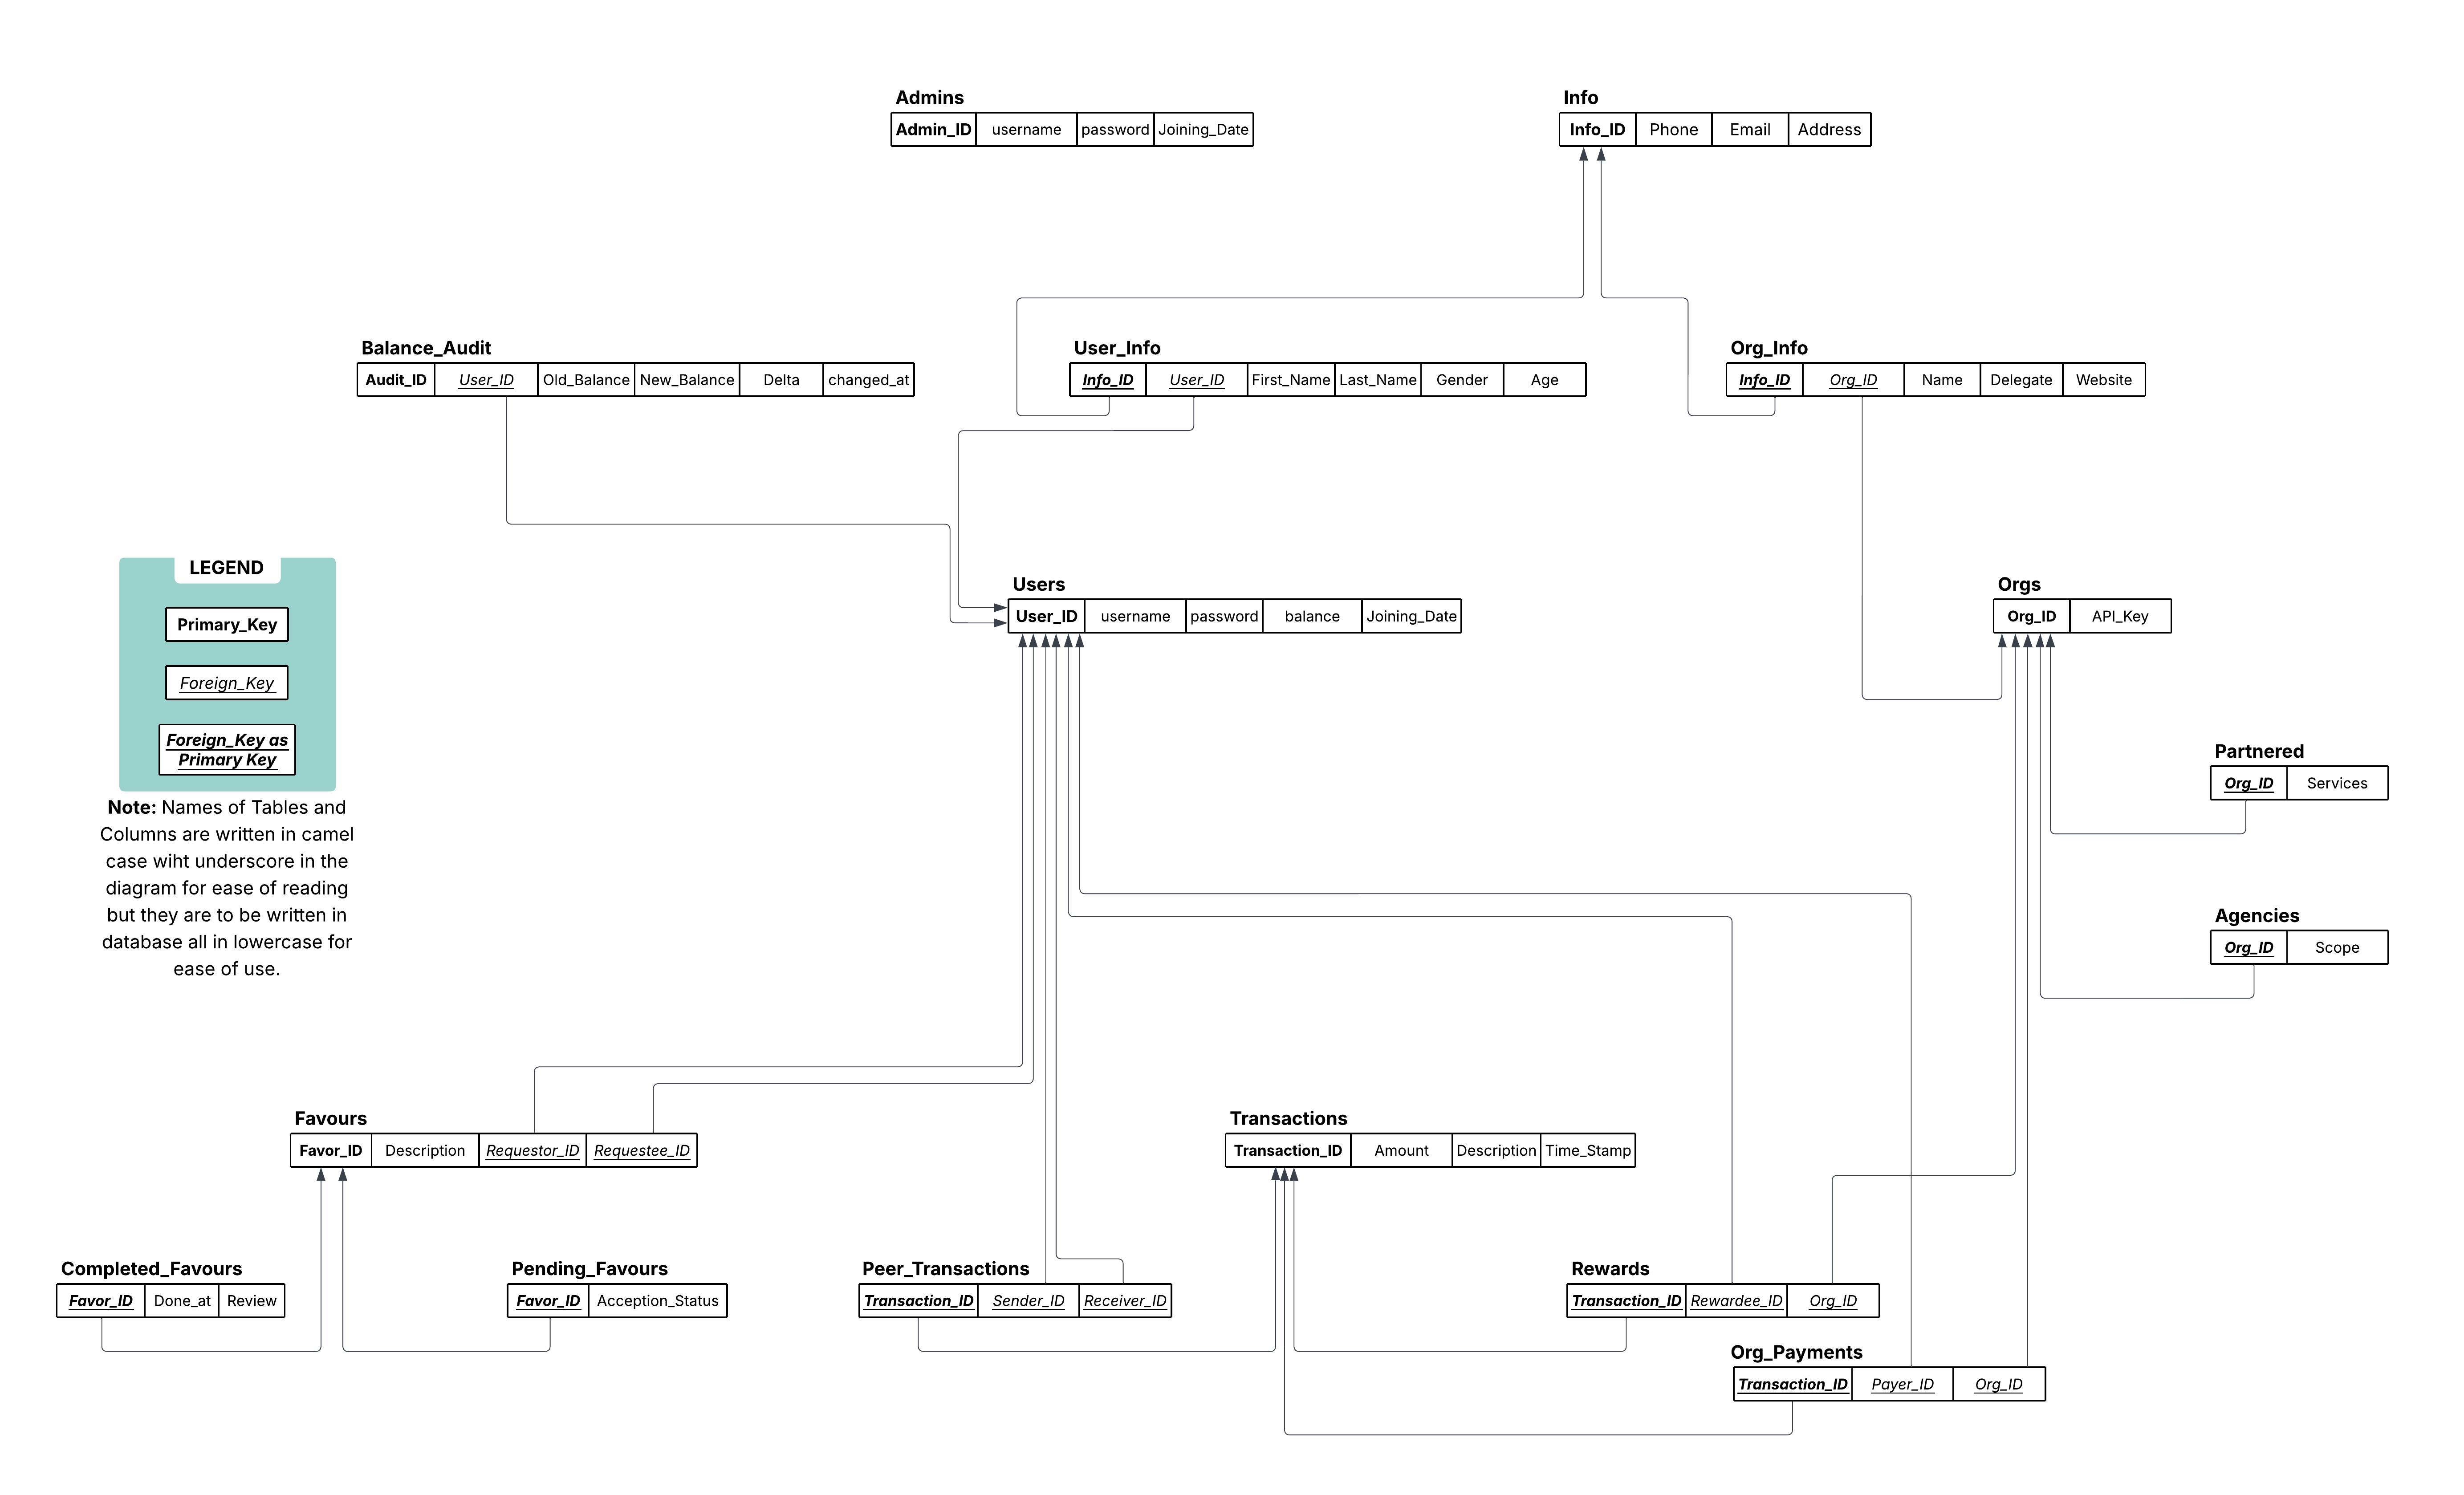 Admins
Admin_ID username password Joining_Date
Info
Info_ID Phone Email Address
Balance_Audit
Audit_ID User_ID Old_Balance New_Balance Delta changed_at
User_Info
Info_ID User_ID First_Name Last_Name Gender Age
Org_Info
Info_ID Org_ID Name Delegate Website
LEGEND
Primary_Key
Foreign_Key
Foreign_Key as
Primary Key
Note: Names of Tables and
Columns are written in camel
case wiht underscore in the
diagram for ease of reading
but they are to be written in
database all in lowercase for
ease of use.
Users
User_ID username password balance Joining_Date
Orgs
Org_ID API_Key
Partnered
Org_ID Services
Agencies
Org_ID Scope
Favours
Favor_ID Description Requestor_ID Requestee_ID
Transactions
Transaction_ID Amount Description Time_Stamp
Completed_Favours
Favor_ID Done_at Review
Pending_Favours
Favor_ID Acception_Status
Peer_Transactions
Transaction_ID Sender_ID Receiver_ID
Rewards
Transaction_ID Rewardee_ID Org_ID
Org_Payments
Transaction_ID Payer_ID Org_ID